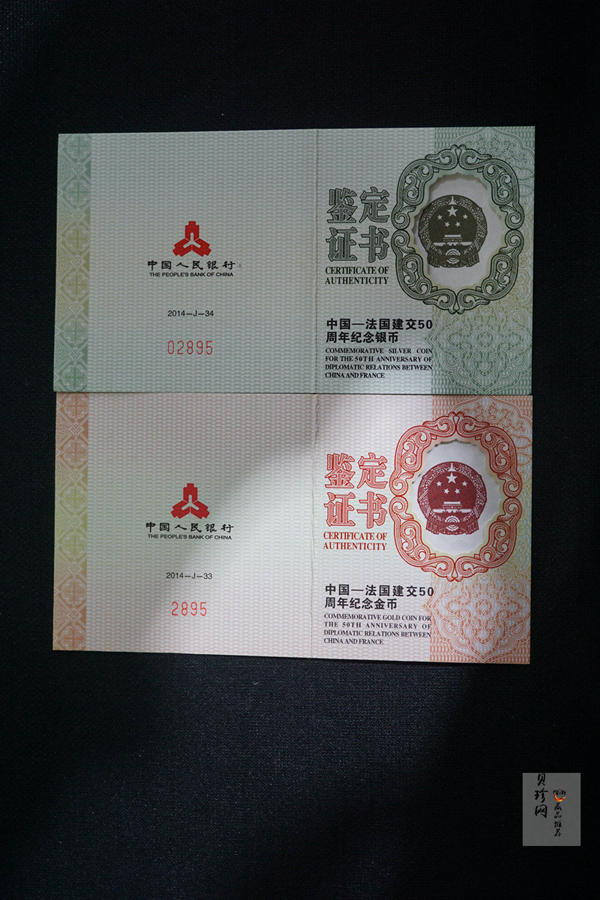 中国人民银行
THE PEOPLE'S BANK OF CHINA
2014—J—34
02895
鉴定
证书
CERTIFICATE OF
AUTHENTICITY
中国—法国建交50
周年纪念银币
COMMEMORATIVE SILVER COIN
FOR THE 50TH ANNIVERSARY OF
DIPLOMATIC RELATIONS BETWEEN
CHINA AND FRANCE
中国人民银行
THE PEOPLE'S BANK OF CHINA
2014—J—33
2895
鉴定
证书
CERTIFICATE OF
AUTHENTICITY
中国—法国建交50
周年纪念金币
COMMEMORATIVE GOLD COIN FOR
THE 50TH ANNIVERSARY OF
DIPLOMATIC RELATIONS BETWEEN
CHINA AND FRANCE
贝珍网
藏品推荐